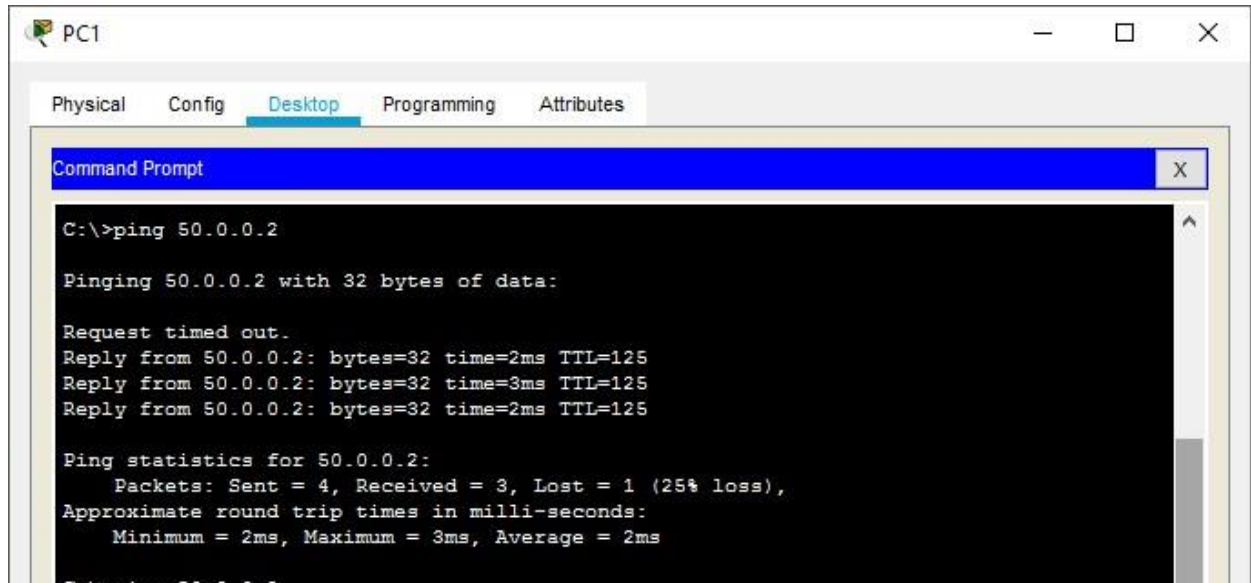 PC1
Physical Config Desktop Programming Attributes
Command Prompt
X
C:\>ping 50.0.0.2
Pinging 50.0.0.2 with 32 bytes of data:
Request timed out.
Reply from 50.0.0.2: bytes=32 time=2ms TTL=125
Reply from 50.0.0.2: bytes=32 time=3ms TTL=125
Reply from 50.0.0.2: bytes=32 time=2ms TTL=125
Ping statistics for 50.0.0.2:
Packets: Sent = 4, Received = 3, Lost = 1 (25% loss),
Approximate round trip times in milli-seconds:
Minimum = 2ms, Maximum = 3ms, Average = 2ms